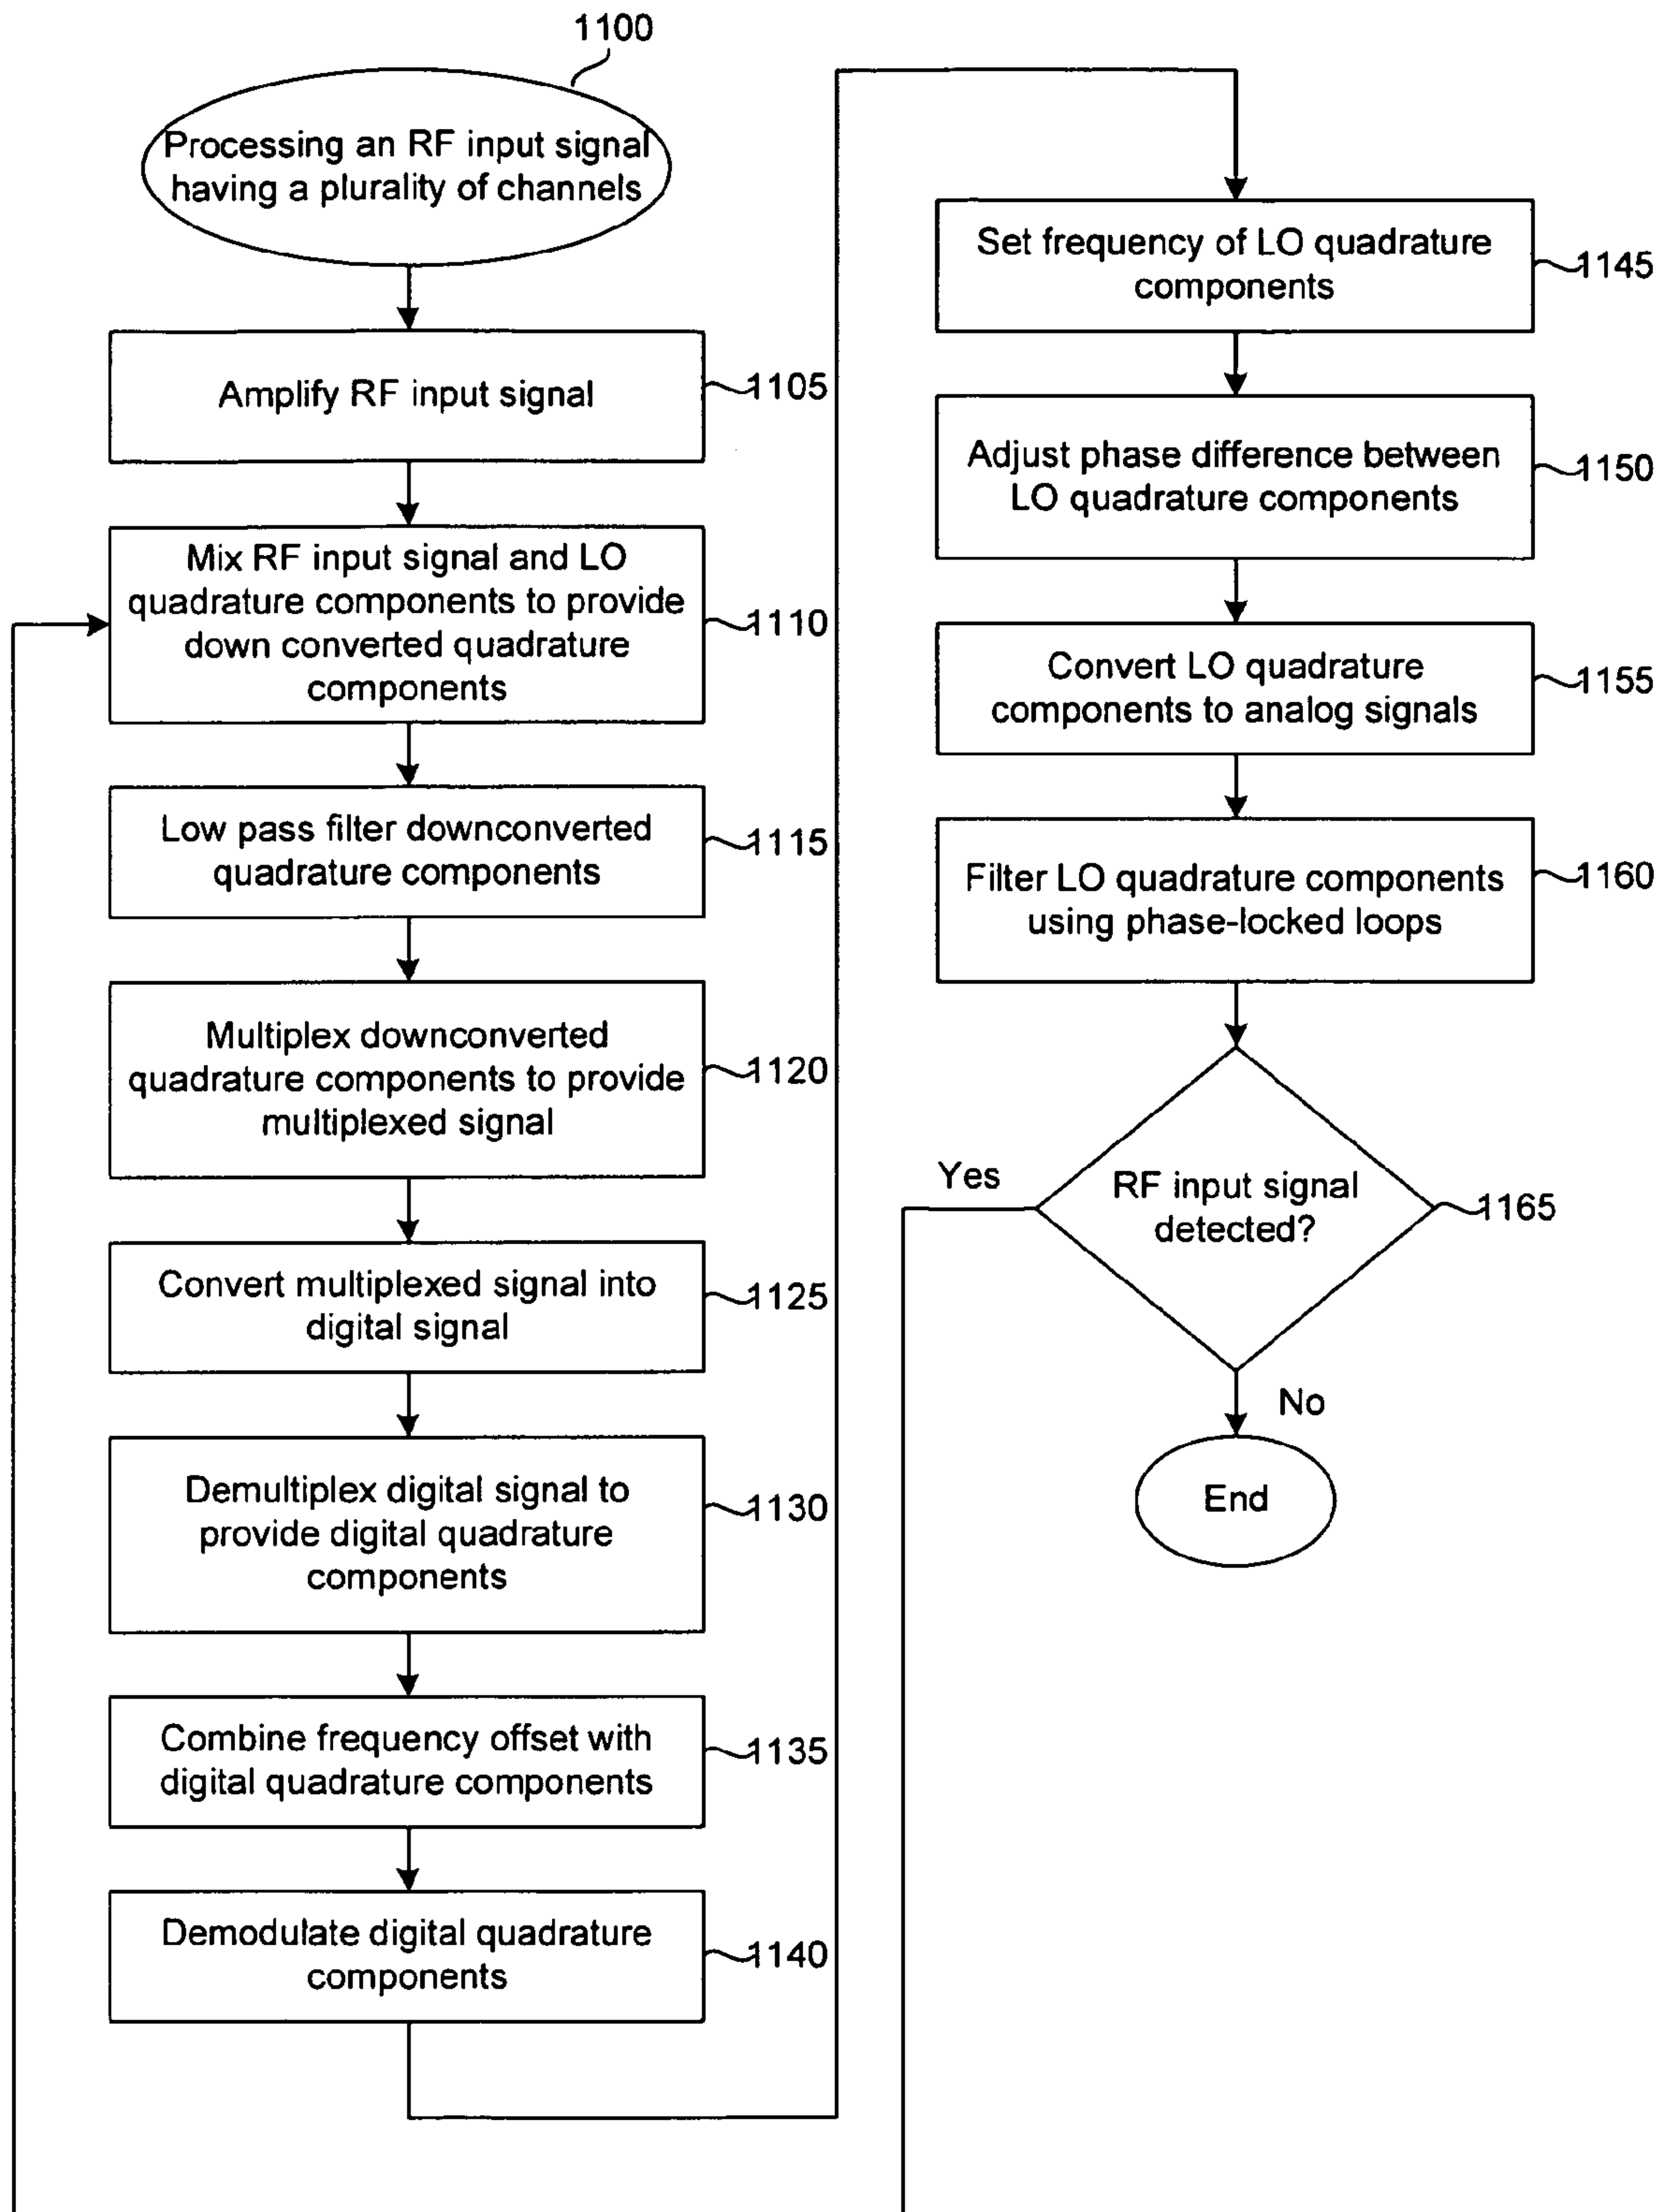 1100
Processing an RF input signal
having a plurality of channels
Amplify RF input signal
1105
Mix RF input signal and LO
quadrature components to provide
down converted quadrature
components
1110
Low pass filter downconverted
quadrature components
1115
Multiplex downconverted
quadrature components to provide
multiplexed signal
1120
Convert multiplexed signal into
digital signal
1125
Demultiplex digital signal to
provide digital quadrature
components
1130
Combine frequency offset with
digital quadrature components
1135
Demodulate digital quadrature
components
1140
Set frequency of LO quadrature
components
1145
Adjust phase difference between
LO quadrature components
1150
Convert LO quadrature
components to analog signals
1155
Filter LO quadrature components
using phase-locked loops
1160
Yes
RF input signal
detected?
1165
No
End